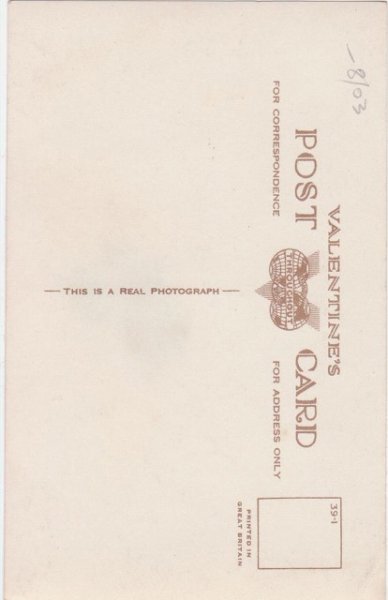 -8/03
VALENTINE'S
POST CARD
THROUGHOUT
FOR CORRESPONDENCE
FOR ADDRESS ONLY
39-1
PRINTED IN
GREAT BRITAIN
THIS IS A REAL PHOTOGRAPH